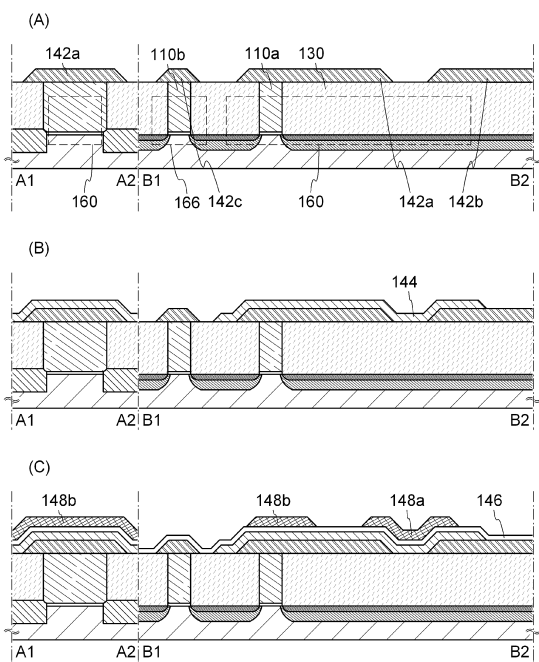 (A)
142a 110b 110a 130
A1 A2 B1 B2
160 166 142c 160 142a 142b
(B)
144
A1 A2 B1 B2
(C)
148b 148b 148a 146
A1 A2 B1 B2